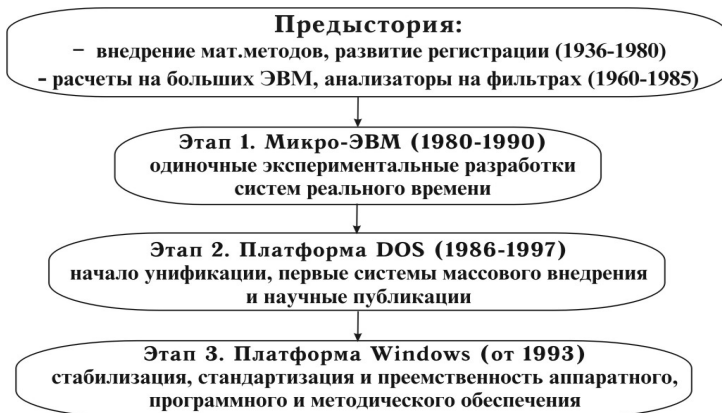 Предыстория:
– внедрение мат.методов, развитие регистрации (1936-1980)
- расчеты на больших ЭВМ, анализаторы на фильтрах (1960-1985)
Этап 1. Микро-ЭВМ (1980-1990)
одиночные экспериментальные разработки
систем реального времени
Этап 2. Платформа DOS (1986-1997)
начало унификации, первые системы массового внедрения
и научные публикации
Этап 3. Платформа Windows (от 1993)
стабилизация, стандартизация и преемственность аппаратного,
программного и методического обеспечения